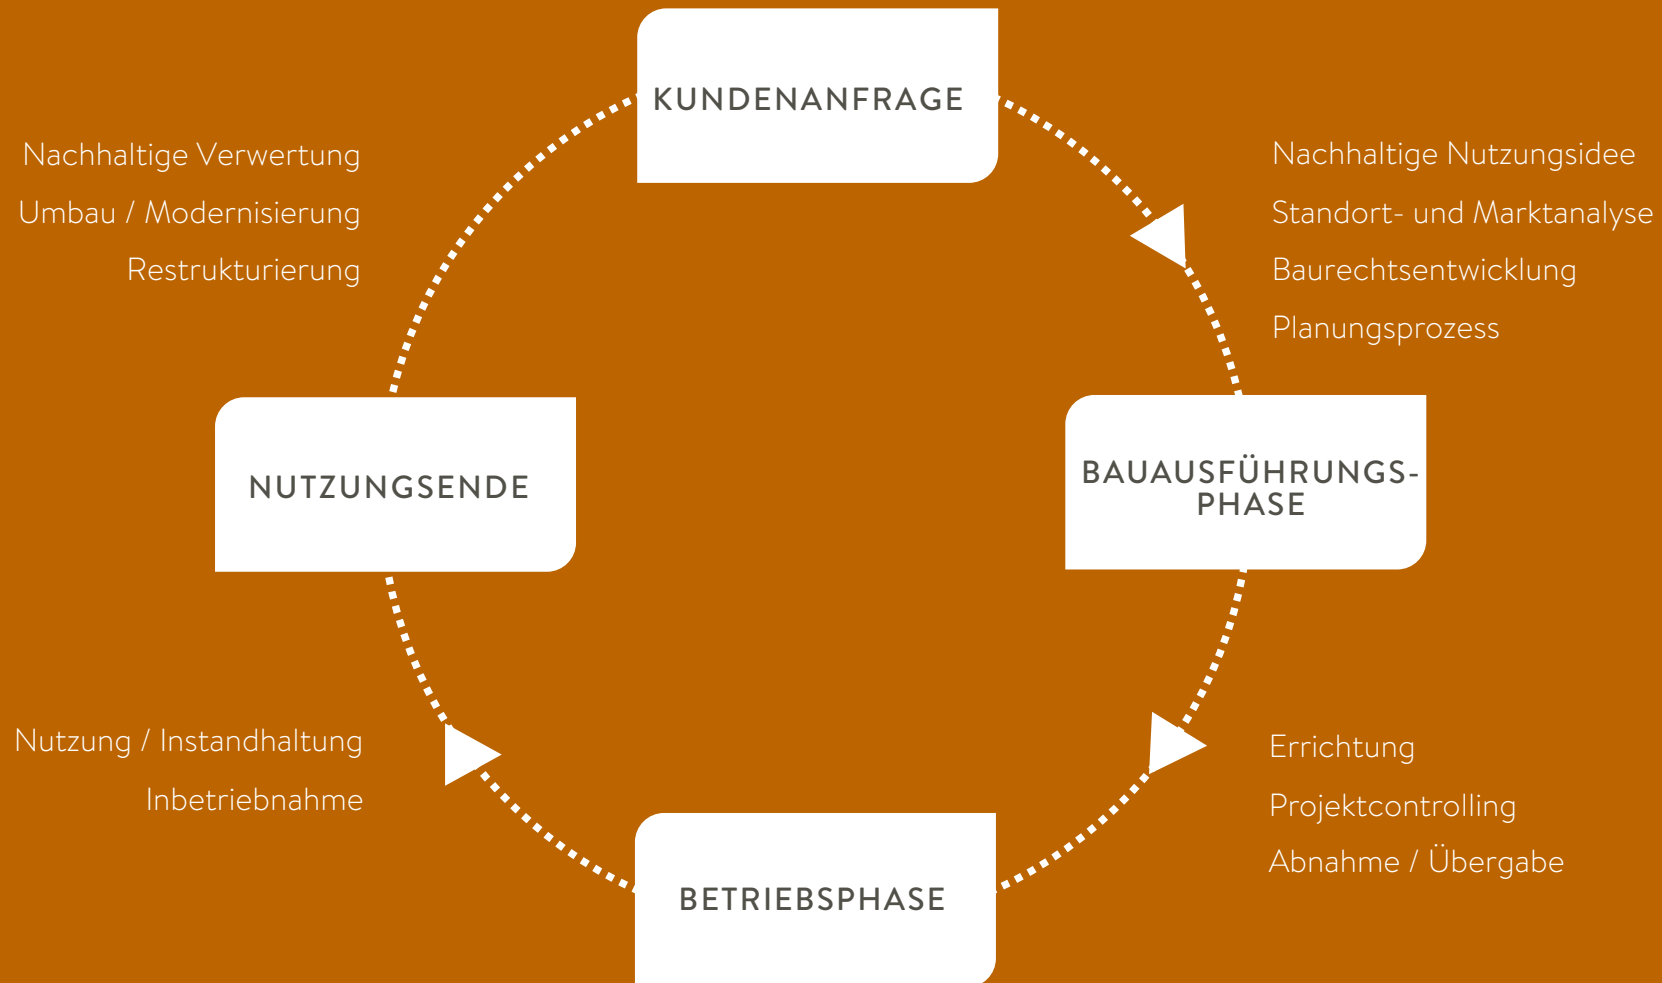 KUNDENANFRAGE
Nachhaltige Verwertung
Umbau / Modernisierung
Restrukturierung
Nachhaltige Nutzungsidee
Standort- und Marktanalyse
Baurechtsentwicklung
Planungsprozess
NUTZUNGSENDE
BAUAUSFÜHRUNGS-
PHASE
Nutzung / Instandhaltung
Inbetriebnahme
Errichtung
Projektcontrolling
Abnahme / Übergabe
BETRIEBSPHASE